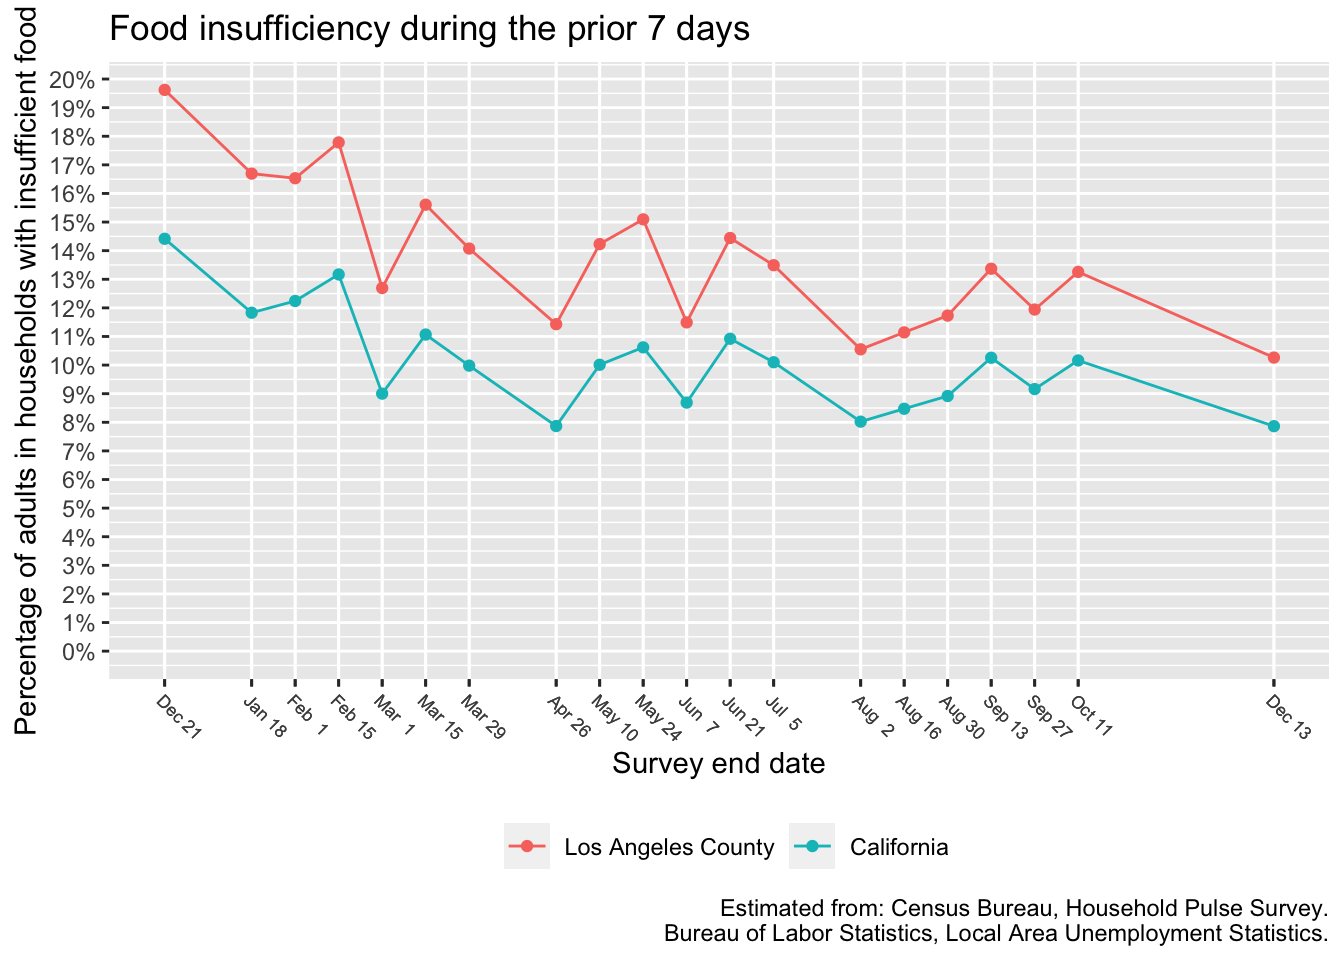 Food insufficiency during the prior 7 days
Percentage of adults in households with insufficient food
20%
19%
18%
17%
16%
15%
14%
13%
12%
11%
10%
9%
8%
7%
6%
5%
4%
3%
2%
1%
0%
Dec 21
Jan 18
Feb 1
Feb 15
Mar 1
Mar 15
Mar 29
Apr 26
May 10
May 24
Jun 7
Jun 21
Jul 5
Aug 2
Aug 16
Aug 30
Sep 13
Sep 27
Oct 11
Dec 13
Survey end date
Los Angeles County
California
Estimated from: Census Bureau, Household Pulse Survey.
Bureau of Labor Statistics, Local Area Unemployment Statistics.